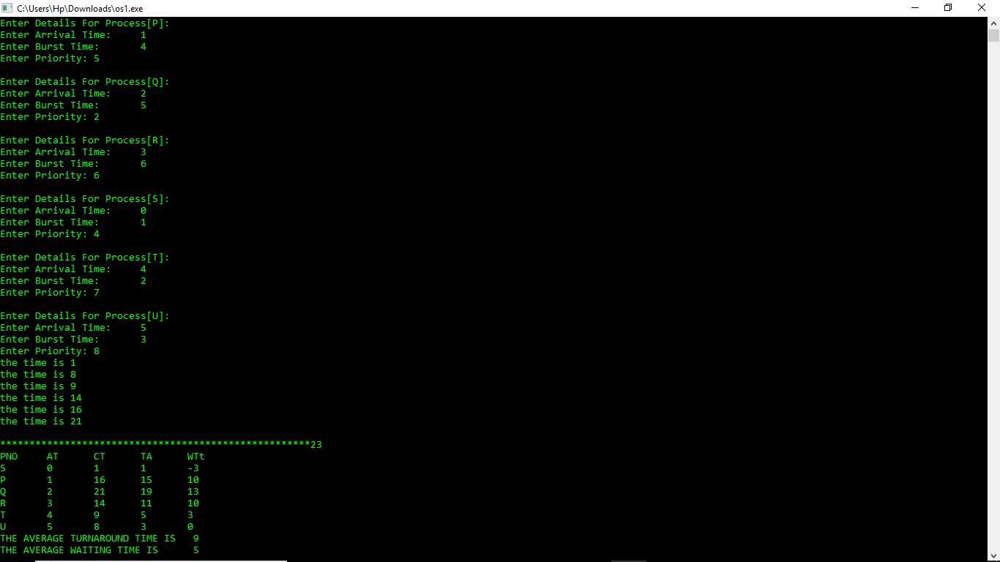 C:\Users\Hp\Downloads\os1.exe
Enter Details For Process[P]:
Enter Arrival Time:     1
Enter Burst Time:       4
Enter Priority: 5

Enter Details For Process[Q]:
Enter Arrival Time:     2
Enter Burst Time:       5
Enter Priority: 2

Enter Details For Process[R]:
Enter Arrival Time:     3
Enter Burst Time:       6
Enter Priority: 6

Enter Details For Process[S]:
Enter Arrival Time:     0
Enter Burst Time:       1
Enter Priority: 4

Enter Details For Process[T]:
Enter Arrival Time:     4
Enter Burst Time:       2
Enter Priority: 7

Enter Details For Process[U]:
Enter Arrival Time:     5
Enter Burst Time:       3
Enter Priority: 8
the time is 1
the time is 8
the time is 9
the time is 14
the time is 16
the time is 21

*****************************************************23
PNO     AT      CT      TA      WTt
S       0       1       1       -3
P       1       16      15      10
Q       2       21      19      13
R       3       14      11      10
T       4       9       5       3
U       5       8       3       0
THE AVERAGE TURNAROUND TIME IS   9
THE AVERAGE WAITING TIME IS      5